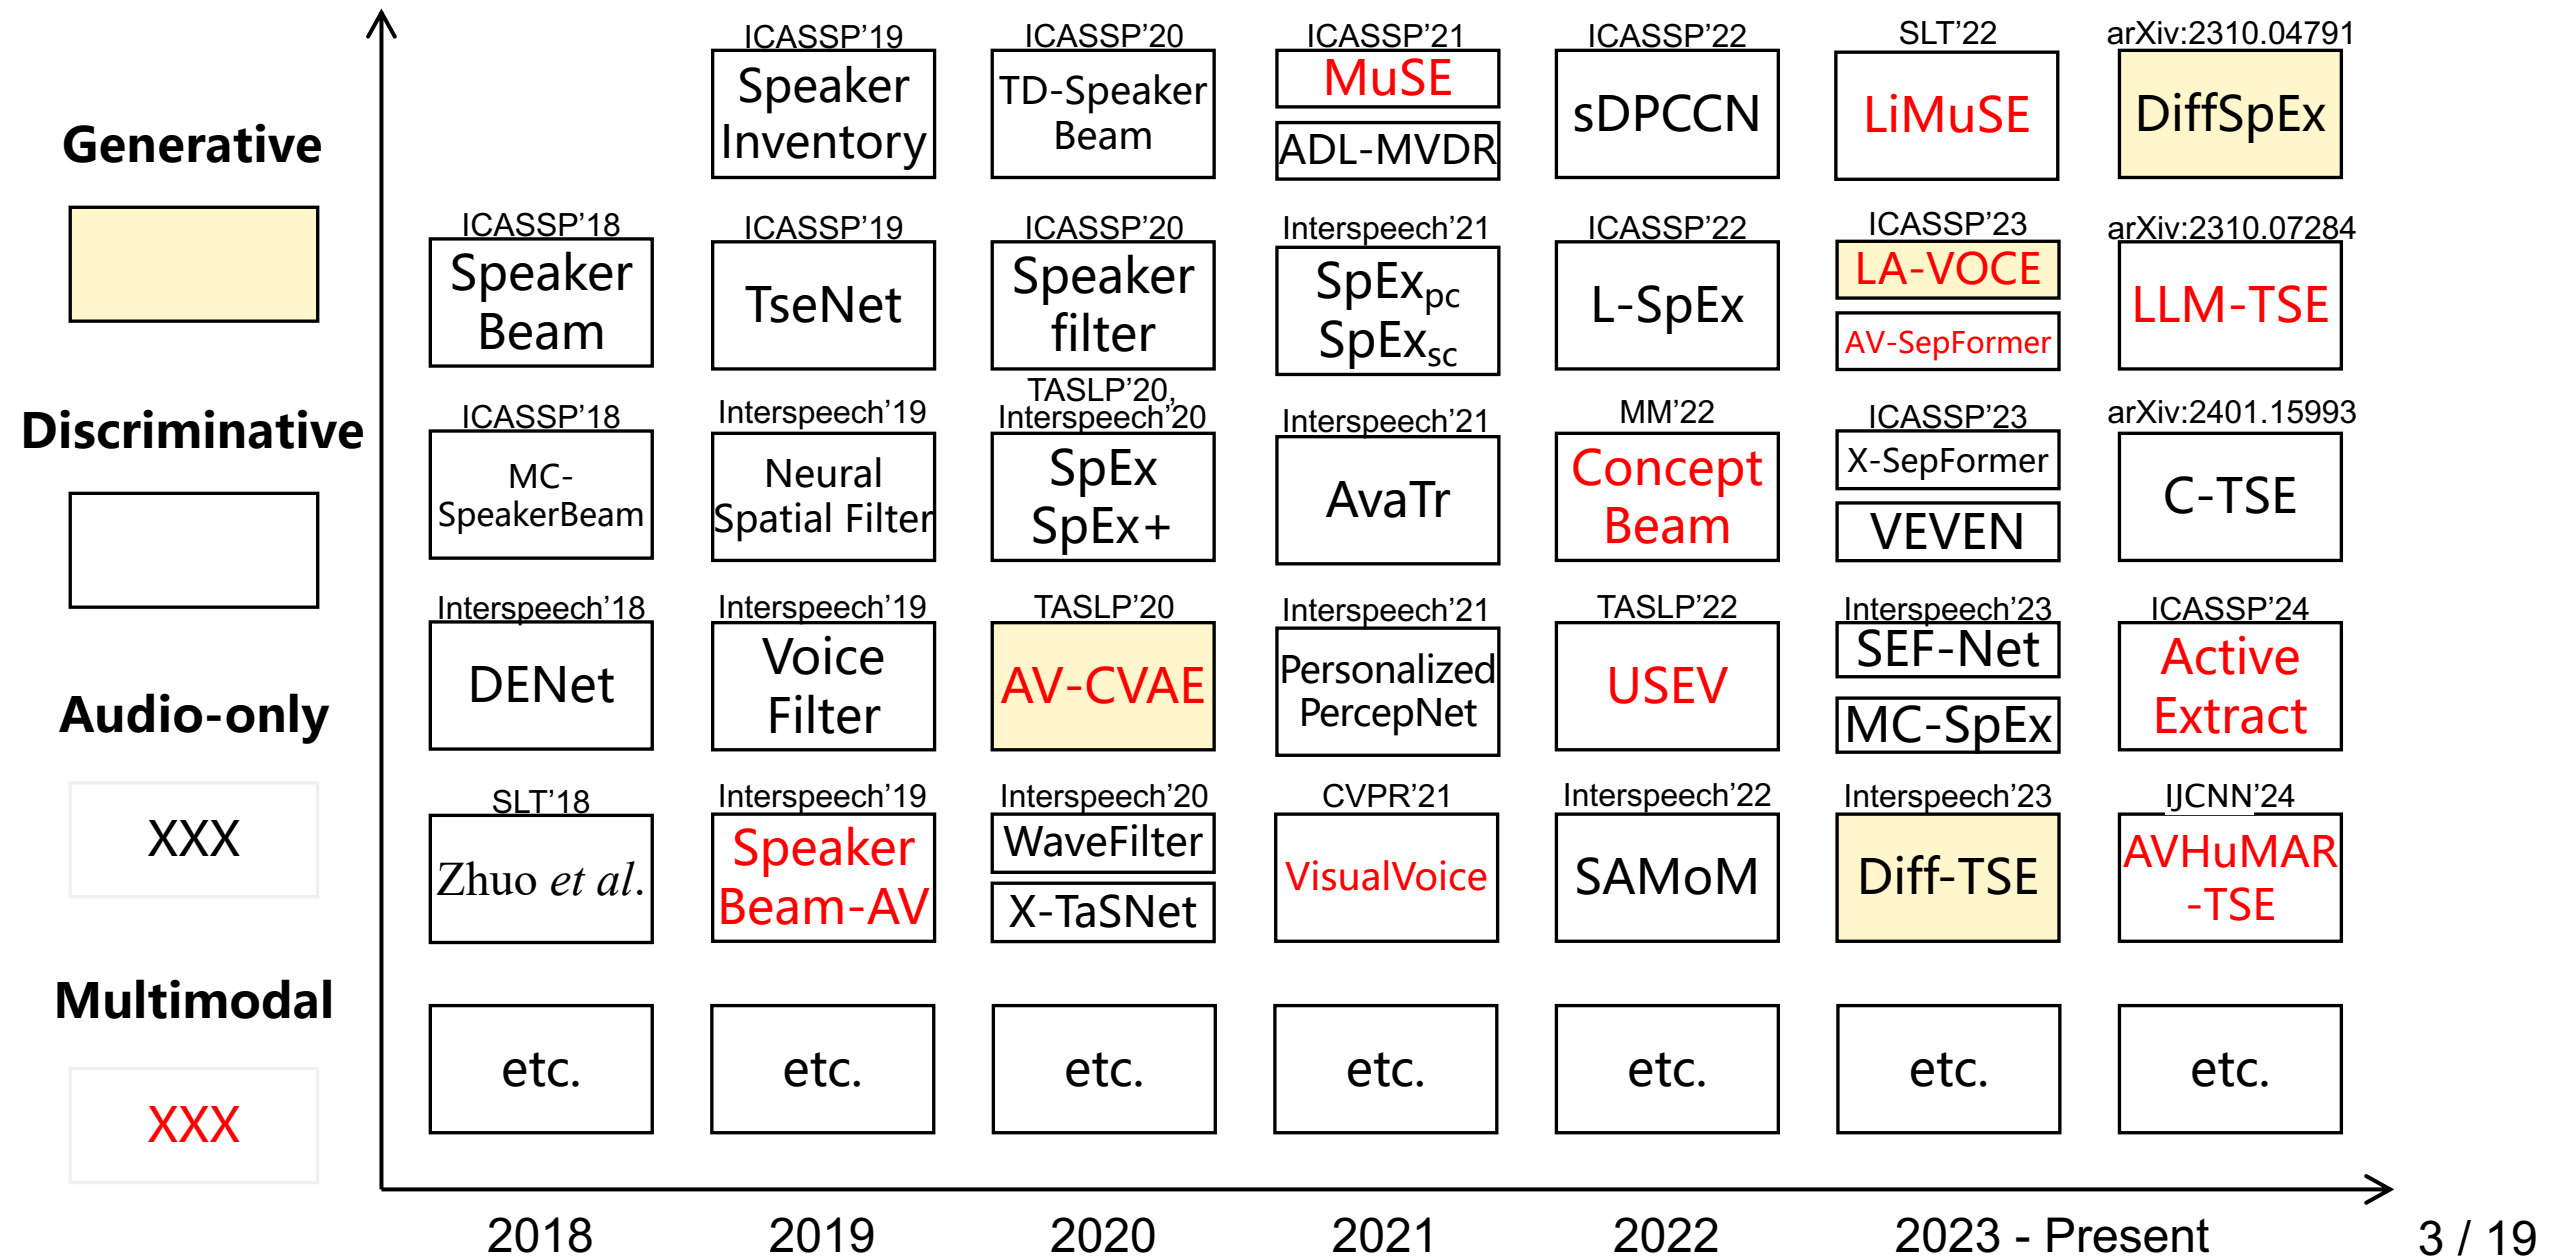 Generative
Discriminative
Audio-only
XXX
Multimodal
XXX
ICASSP’18
Speaker
Beam
ICASSP’18
MC-
SpeakerBeam
Interspeech’18
DENet
SLT’18
Zhuo et al.
etc.
2018
ICASSP’19
Speaker
Inventory
ICASSP’19
TseNet
Interspeech’19
Neural
Spatial Filter
Interspeech’19
Voice
Filter
Interspeech’19
Speaker
Beam-AV
etc.
2019
ICASSP’20
TD-Speaker
Beam
ICASSP’20
Speaker
filter
TASLP’20,
Interspeech’20
SpEx
SpEx+
TASLP’20
AV-CVAE
Interspeech’20
WaveFilter
X-TaSNet
etc.
2020
ICASSP’21
MuSE
ADL-MVDR
Interspeech’21
SpExpc
SpExsc
Interspeech’21
AvaTr
Interspeech’21
Personalized
PercepNet
CVPR’21
VisualVoice
etc.
2021
ICASSP’22
sDPCCN
ICASSP’22
L-SpEx
MM’22
Concept
Beam
TASLP’22
USEV
Interspeech’22
SAMoM
etc.
2022
SLT’22
LiMuSE
ICASSP’23
LA-VOCE
AV-SepFormer
ICASSP’23
X-SepFormer
VEVEN
Interspeech’23
SEF-Net
MC-SpEx
Interspeech’23
Diff-TSE
etc.
arXiv:2310.04791
DiffSpEx
arXiv:2310.07284
LLM-TSE
arXiv:2401.15993
C-TSE
ICASSP’24
Active
Extract
IJCNN’24
AVHuMAR
-TSE
etc.
2023 - Present
3 / 19